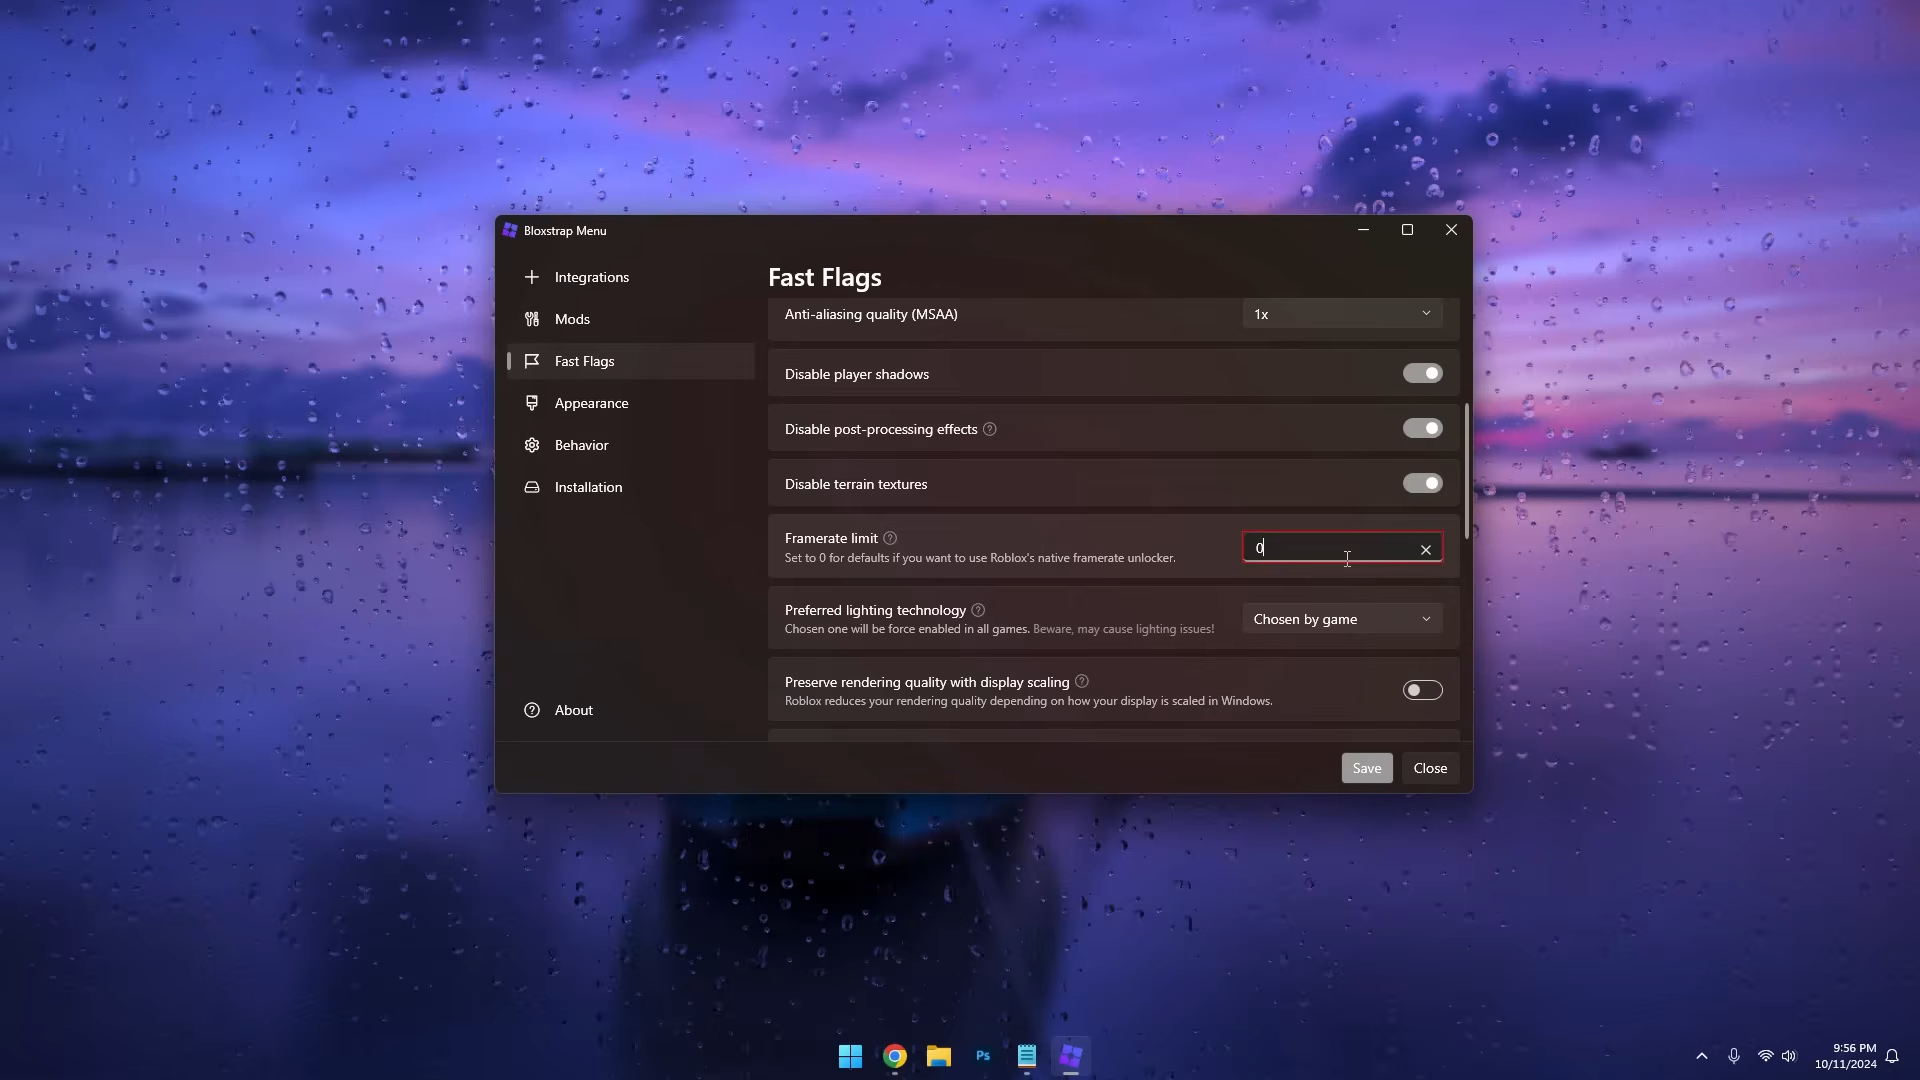 Bloxstrap Menu
Integrations
Mods
Fast Flags
Appearance
Behavior
Installation
About
Fast Flags
Anti-aliasing quality (MSAA)
1x
Disable player shadows
Disable post-processing effects
Disable terrain textures
Framerate limit
Set to 0 for defaults if you want to use Roblox's native framerate unlocker.
0
Preferred lighting technology
Chosen one will be force enabled in all games. Beware, may cause lighting issues!
Chosen by game
Preserve rendering quality with display scaling
Roblox reduces your rendering quality depending on how your display is scaled in Windows.
Save
Close
Ps
9:56 PM
10/11/2024